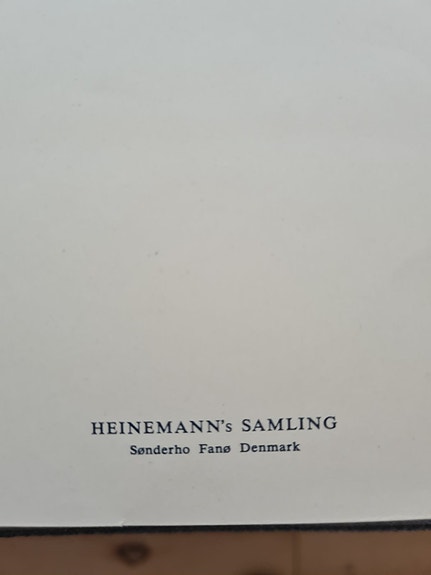 HEINEMANN's SAMLING
Sønderho Fanø Denmark